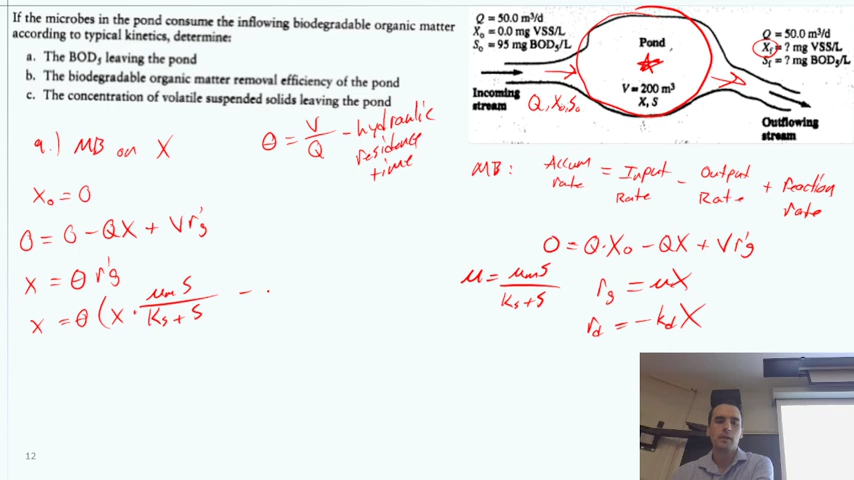 If the microbes in the pond consume the inflowing biodegradable organic matter
according to typical kinetics, determine:
a. The BOD₅ leaving the pond
b. The biodegradable organic matter removal efficiency of the pond
c. The concentration of volatile suspended solids leaving the pond
Q = 50.0 m³/d
X₀ = 0.0 mg VSS/L
S₀ = 95 mg BOD₅/L
Pond
Q = 50.0 m³/d
X_f = ? mg VSS/L
S_f = ? mg BOD₅/L
V = 200 m³
X, S
Incoming
stream
Q, X₀, S₀
Outflowing
stream
a.) MB on X
θ = V/Q - hydraulic
residence
time
X₀ = 0
0 = 0 - QX + Vr'g
X = θ r'g
X = θ (X · μmS / Ks + S - .
MB: Accum rate = Input Rate - Output Rate + reaction rate
0 = Q·X₀ - QX + Vr'g
μ = μmS / Ks + S
rg = μX
rd = -kdX
12